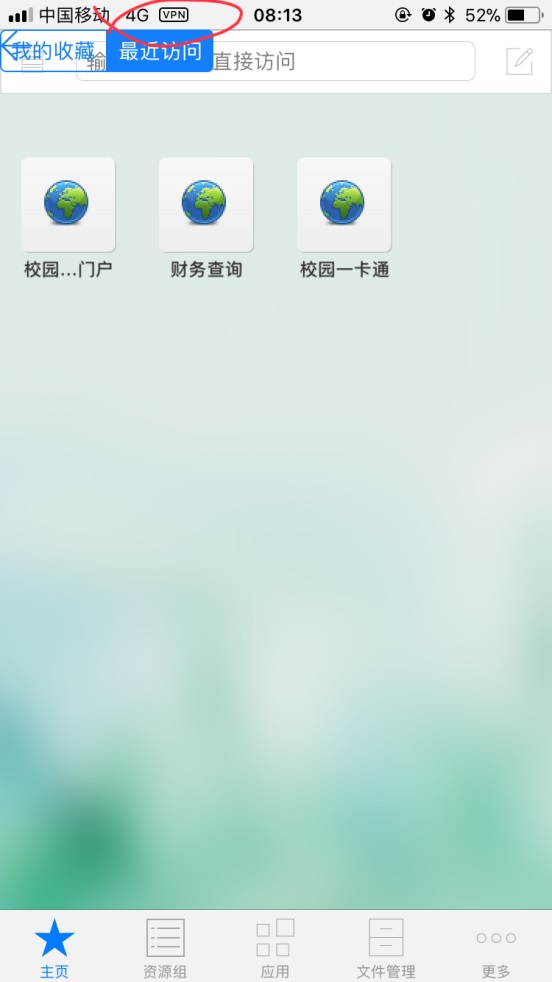 中国移动 4G VPN 08:13 52%
我的收藏 最近访问
输 直接访问
校园...门户 财务查询 校园一卡通
主页 资源组 应用 文件管理 更多